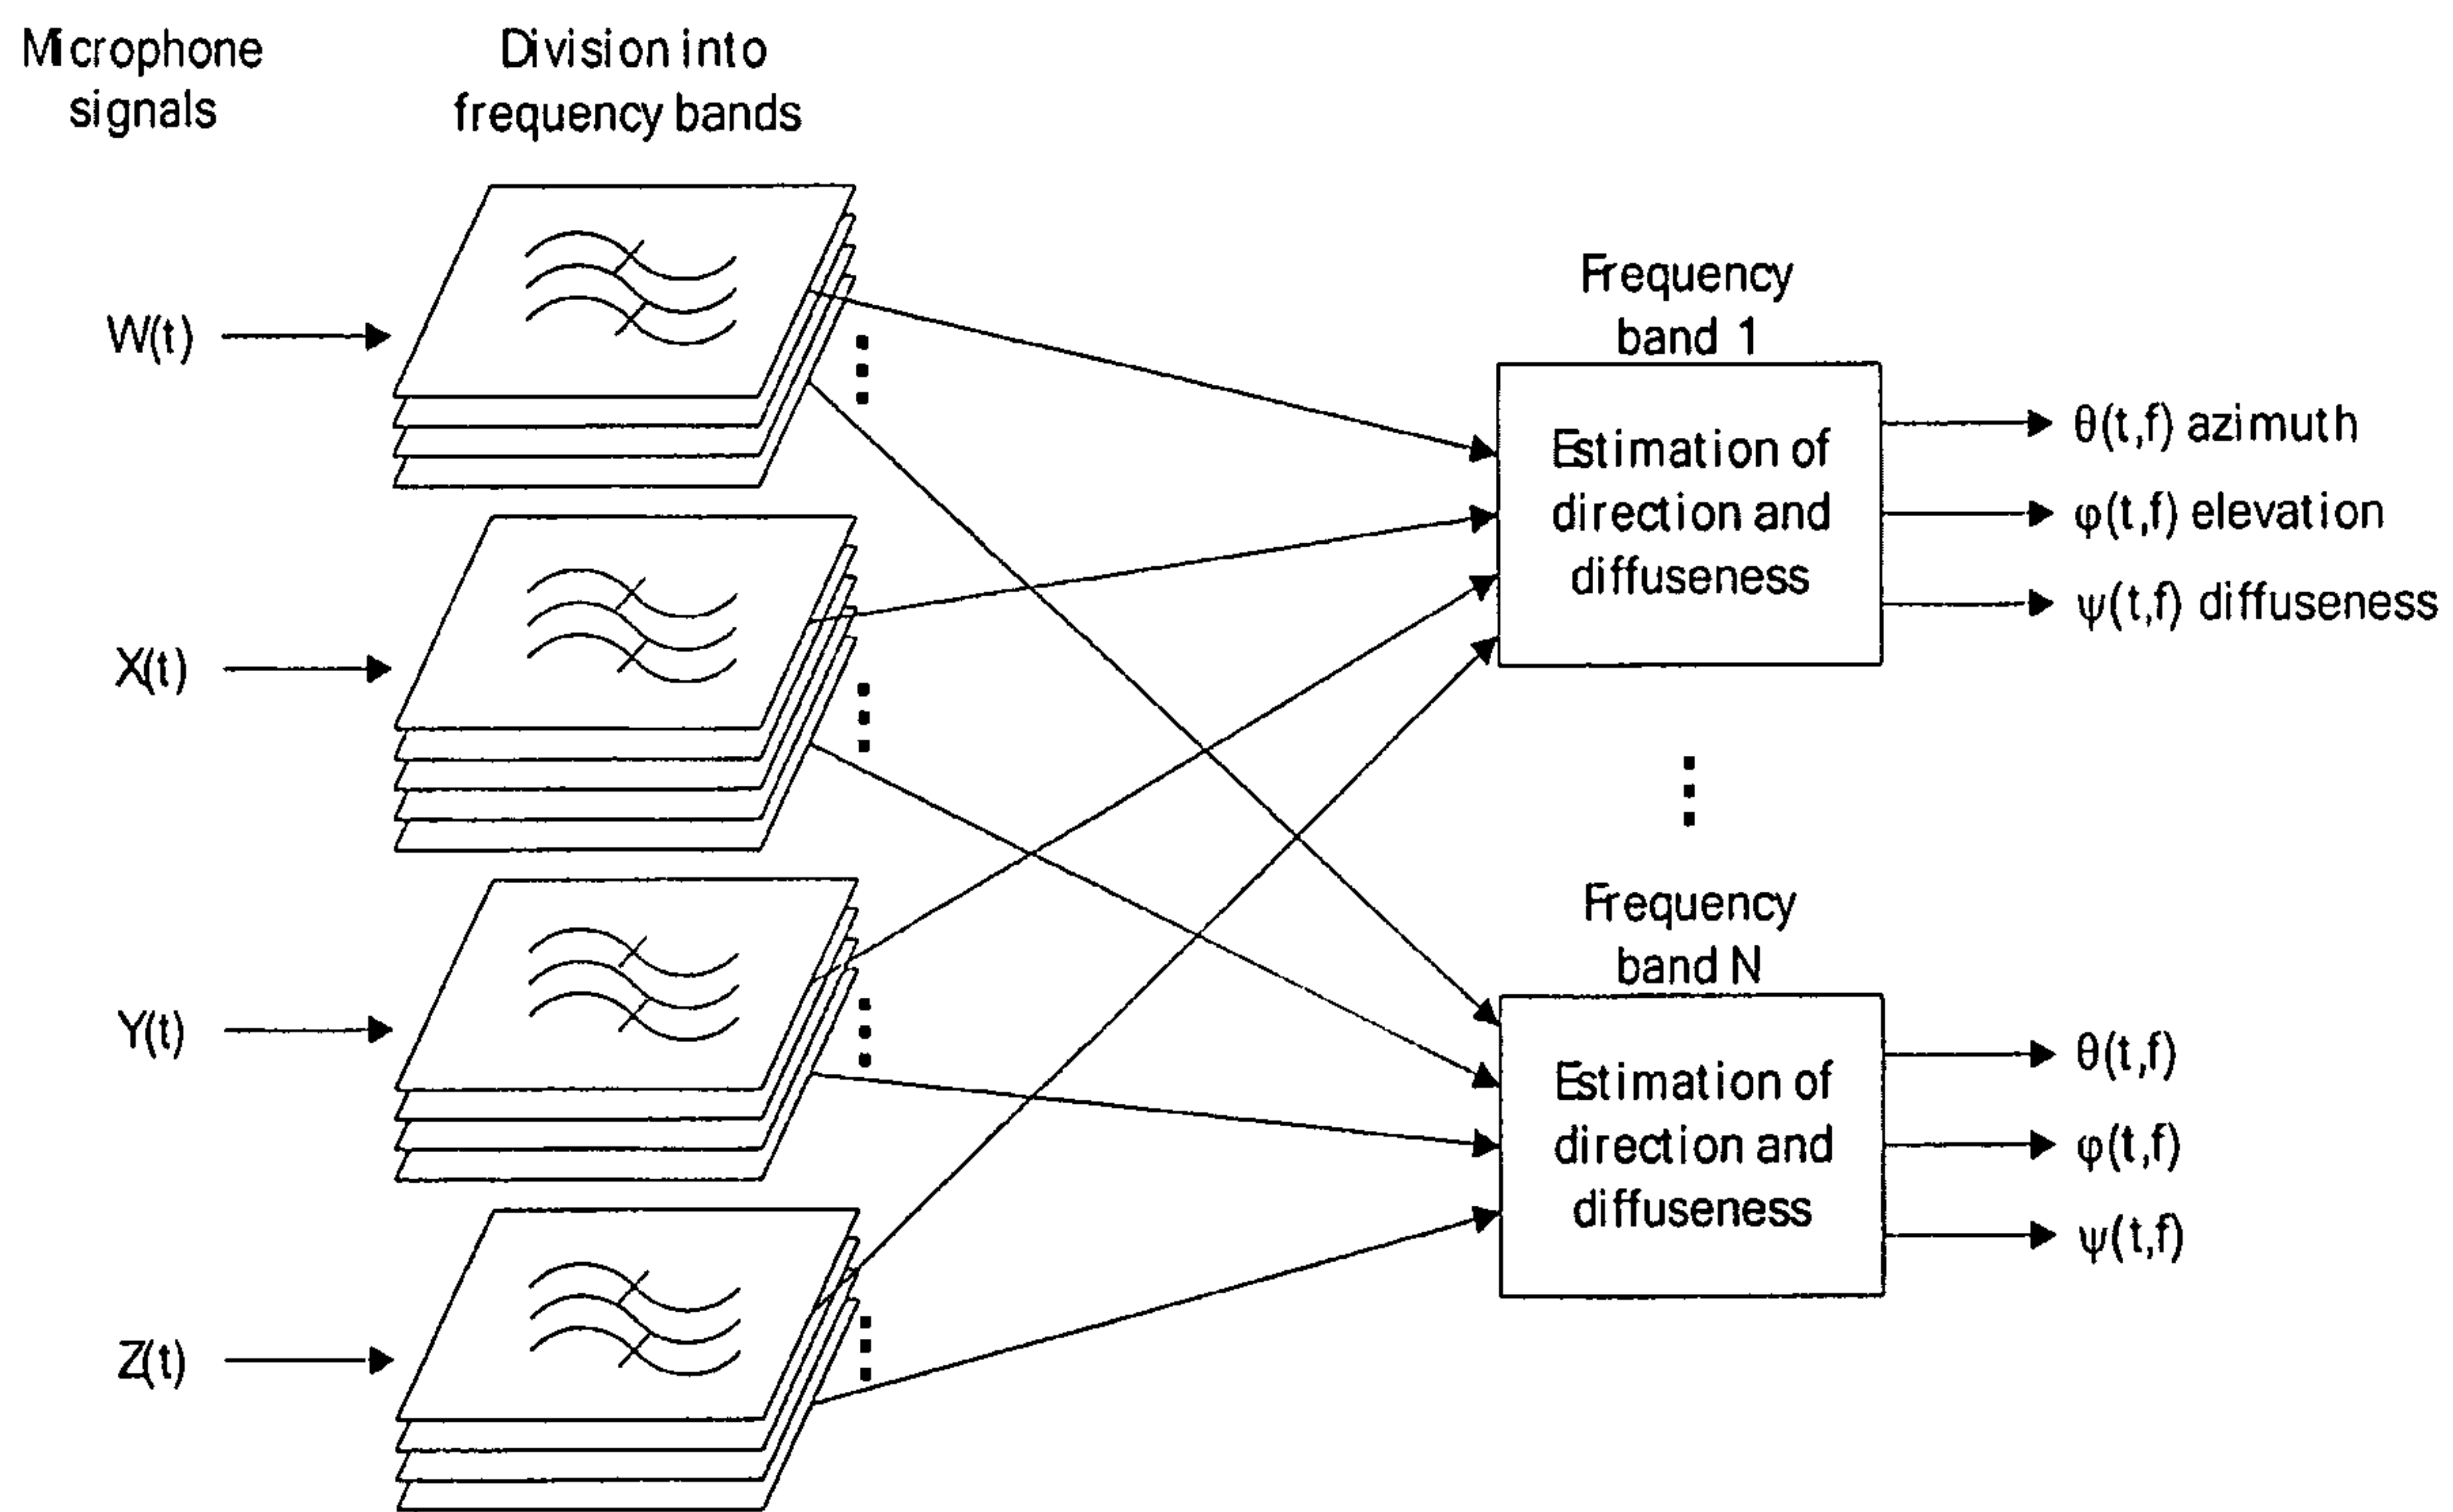 Microphone
signals
Division into
frequency bands
W(t)
X(t)
Y(t)
Z(t)
Frequency
band 1
Estimation of
direction and
diffuseness
θ(t,f) azimuth
φ(t,f) elevation
ψ(t,f) diffuseness
Frequency
band N
Estimation of
direction and
diffuseness
θ(t,f)
φ(t,f)
ψ(t,f)